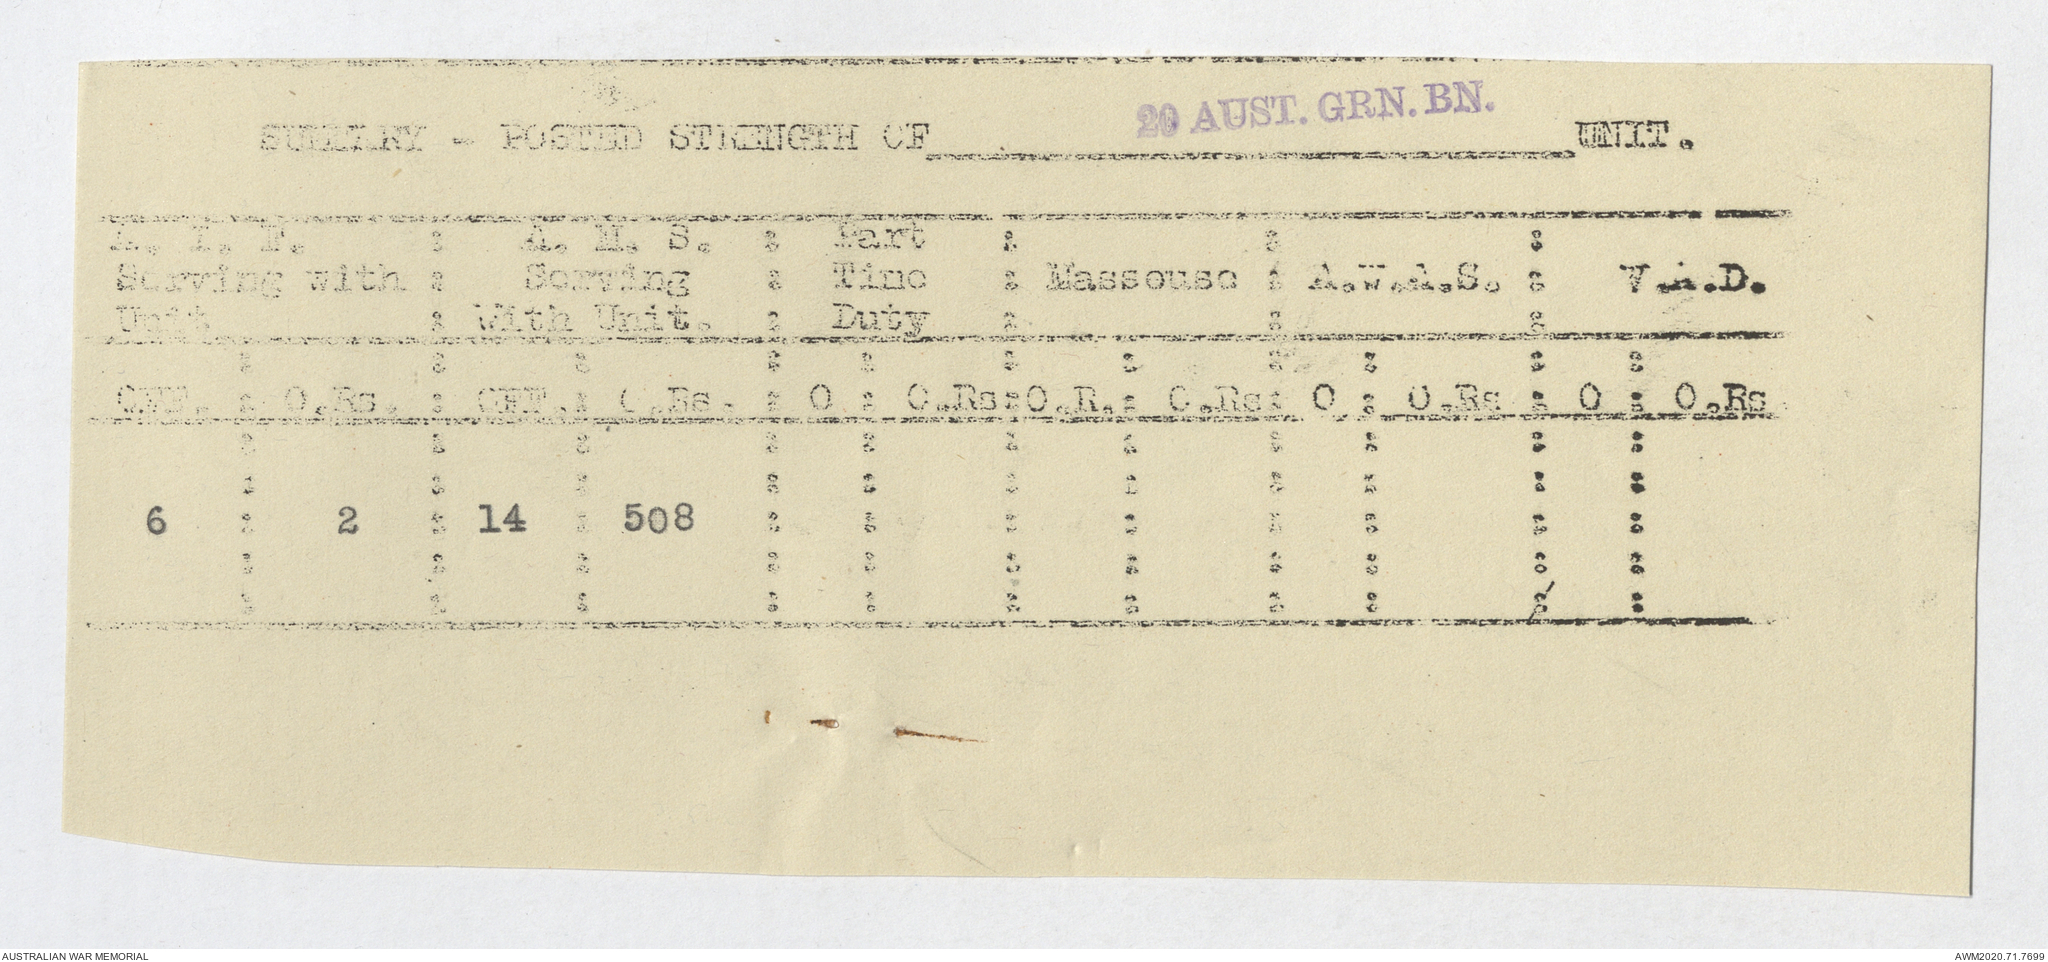 20 AUST. GRN. BN.
SUMMARY - POSTED STRENGTH OF UNIT.
A. I. F. : A. M. S. : Part : : :
Serving with : Serving : Time : Masseuse : A.W.A.S. : V.A.D.
Unit : With Unit. : Duty : : :
OFF. : O.Rs. : OFF. : O.Rs. : O : O.Rs : O.R. : O.Rs : O : O.Rs : O : O.Rs
6 : 2 : 14 : 508 : : : : : : : :
AUSTRALIAN WAR MEMORIAL
AWM2020.71.7699